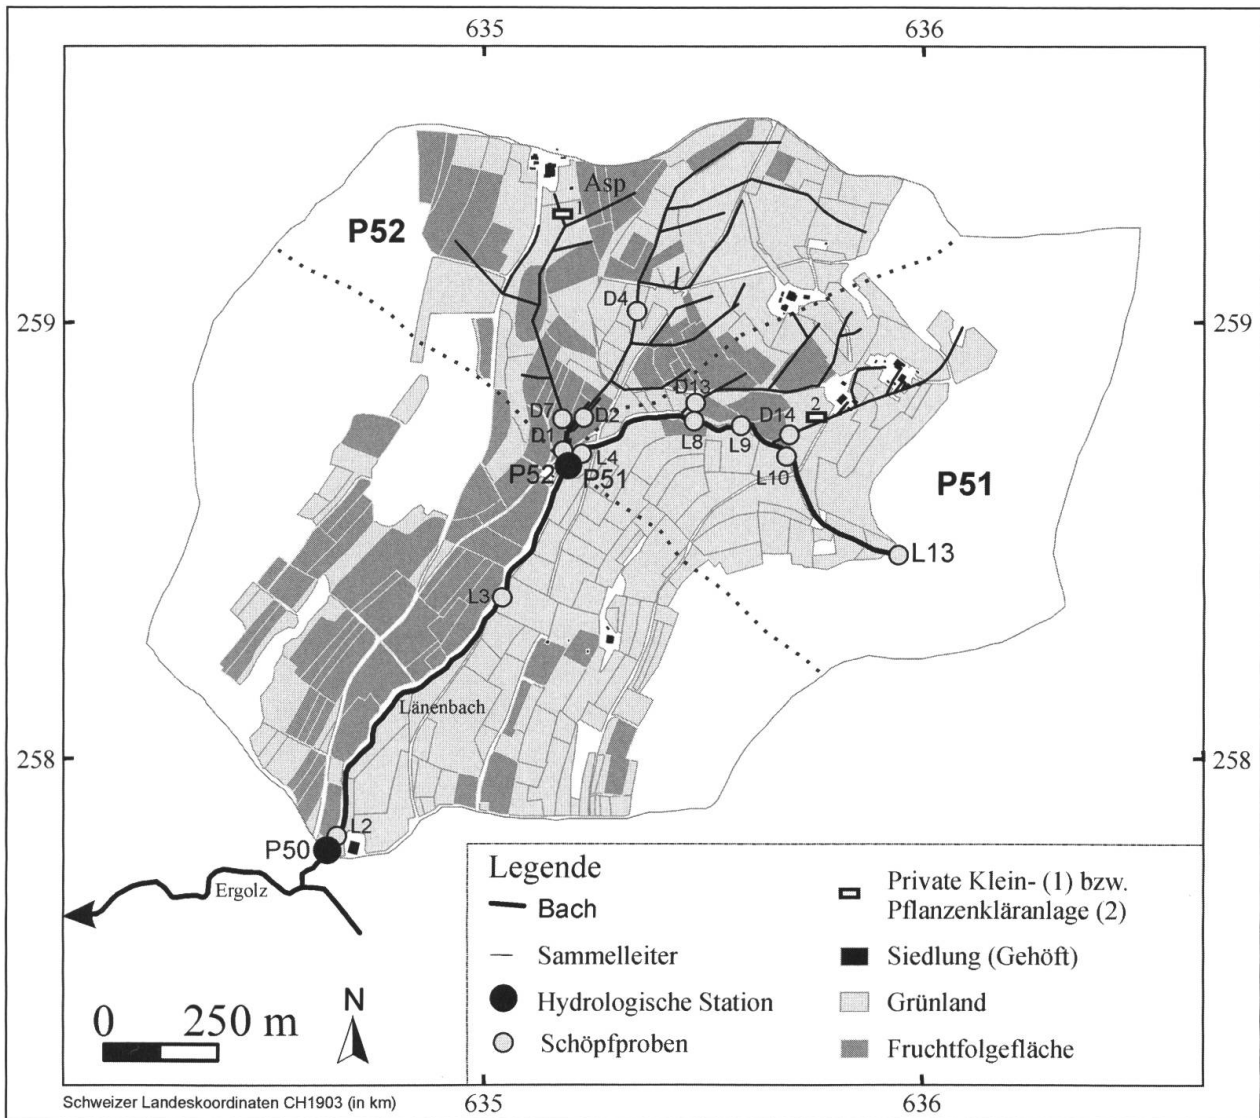 635
636
Asp
1
P52
259
D4
259
D13
D7
D2
D14
2
D1
L8
L9
L4
P52
P51
L10
P51
L13
L3
Länenbach
258
258
L2
P50
Ergolz
Legende
Bach
Sammelleiter
Hydrologische Station
Schöpfproben
Private Klein- (1) bzw.
Pflanzenkläranlage (2)
Siedlung (Gehöft)
Grünland
Fruchtfolgefläche
N
0 250 m
Schweizer Landeskoordinaten CH1903 (in km)
635
636